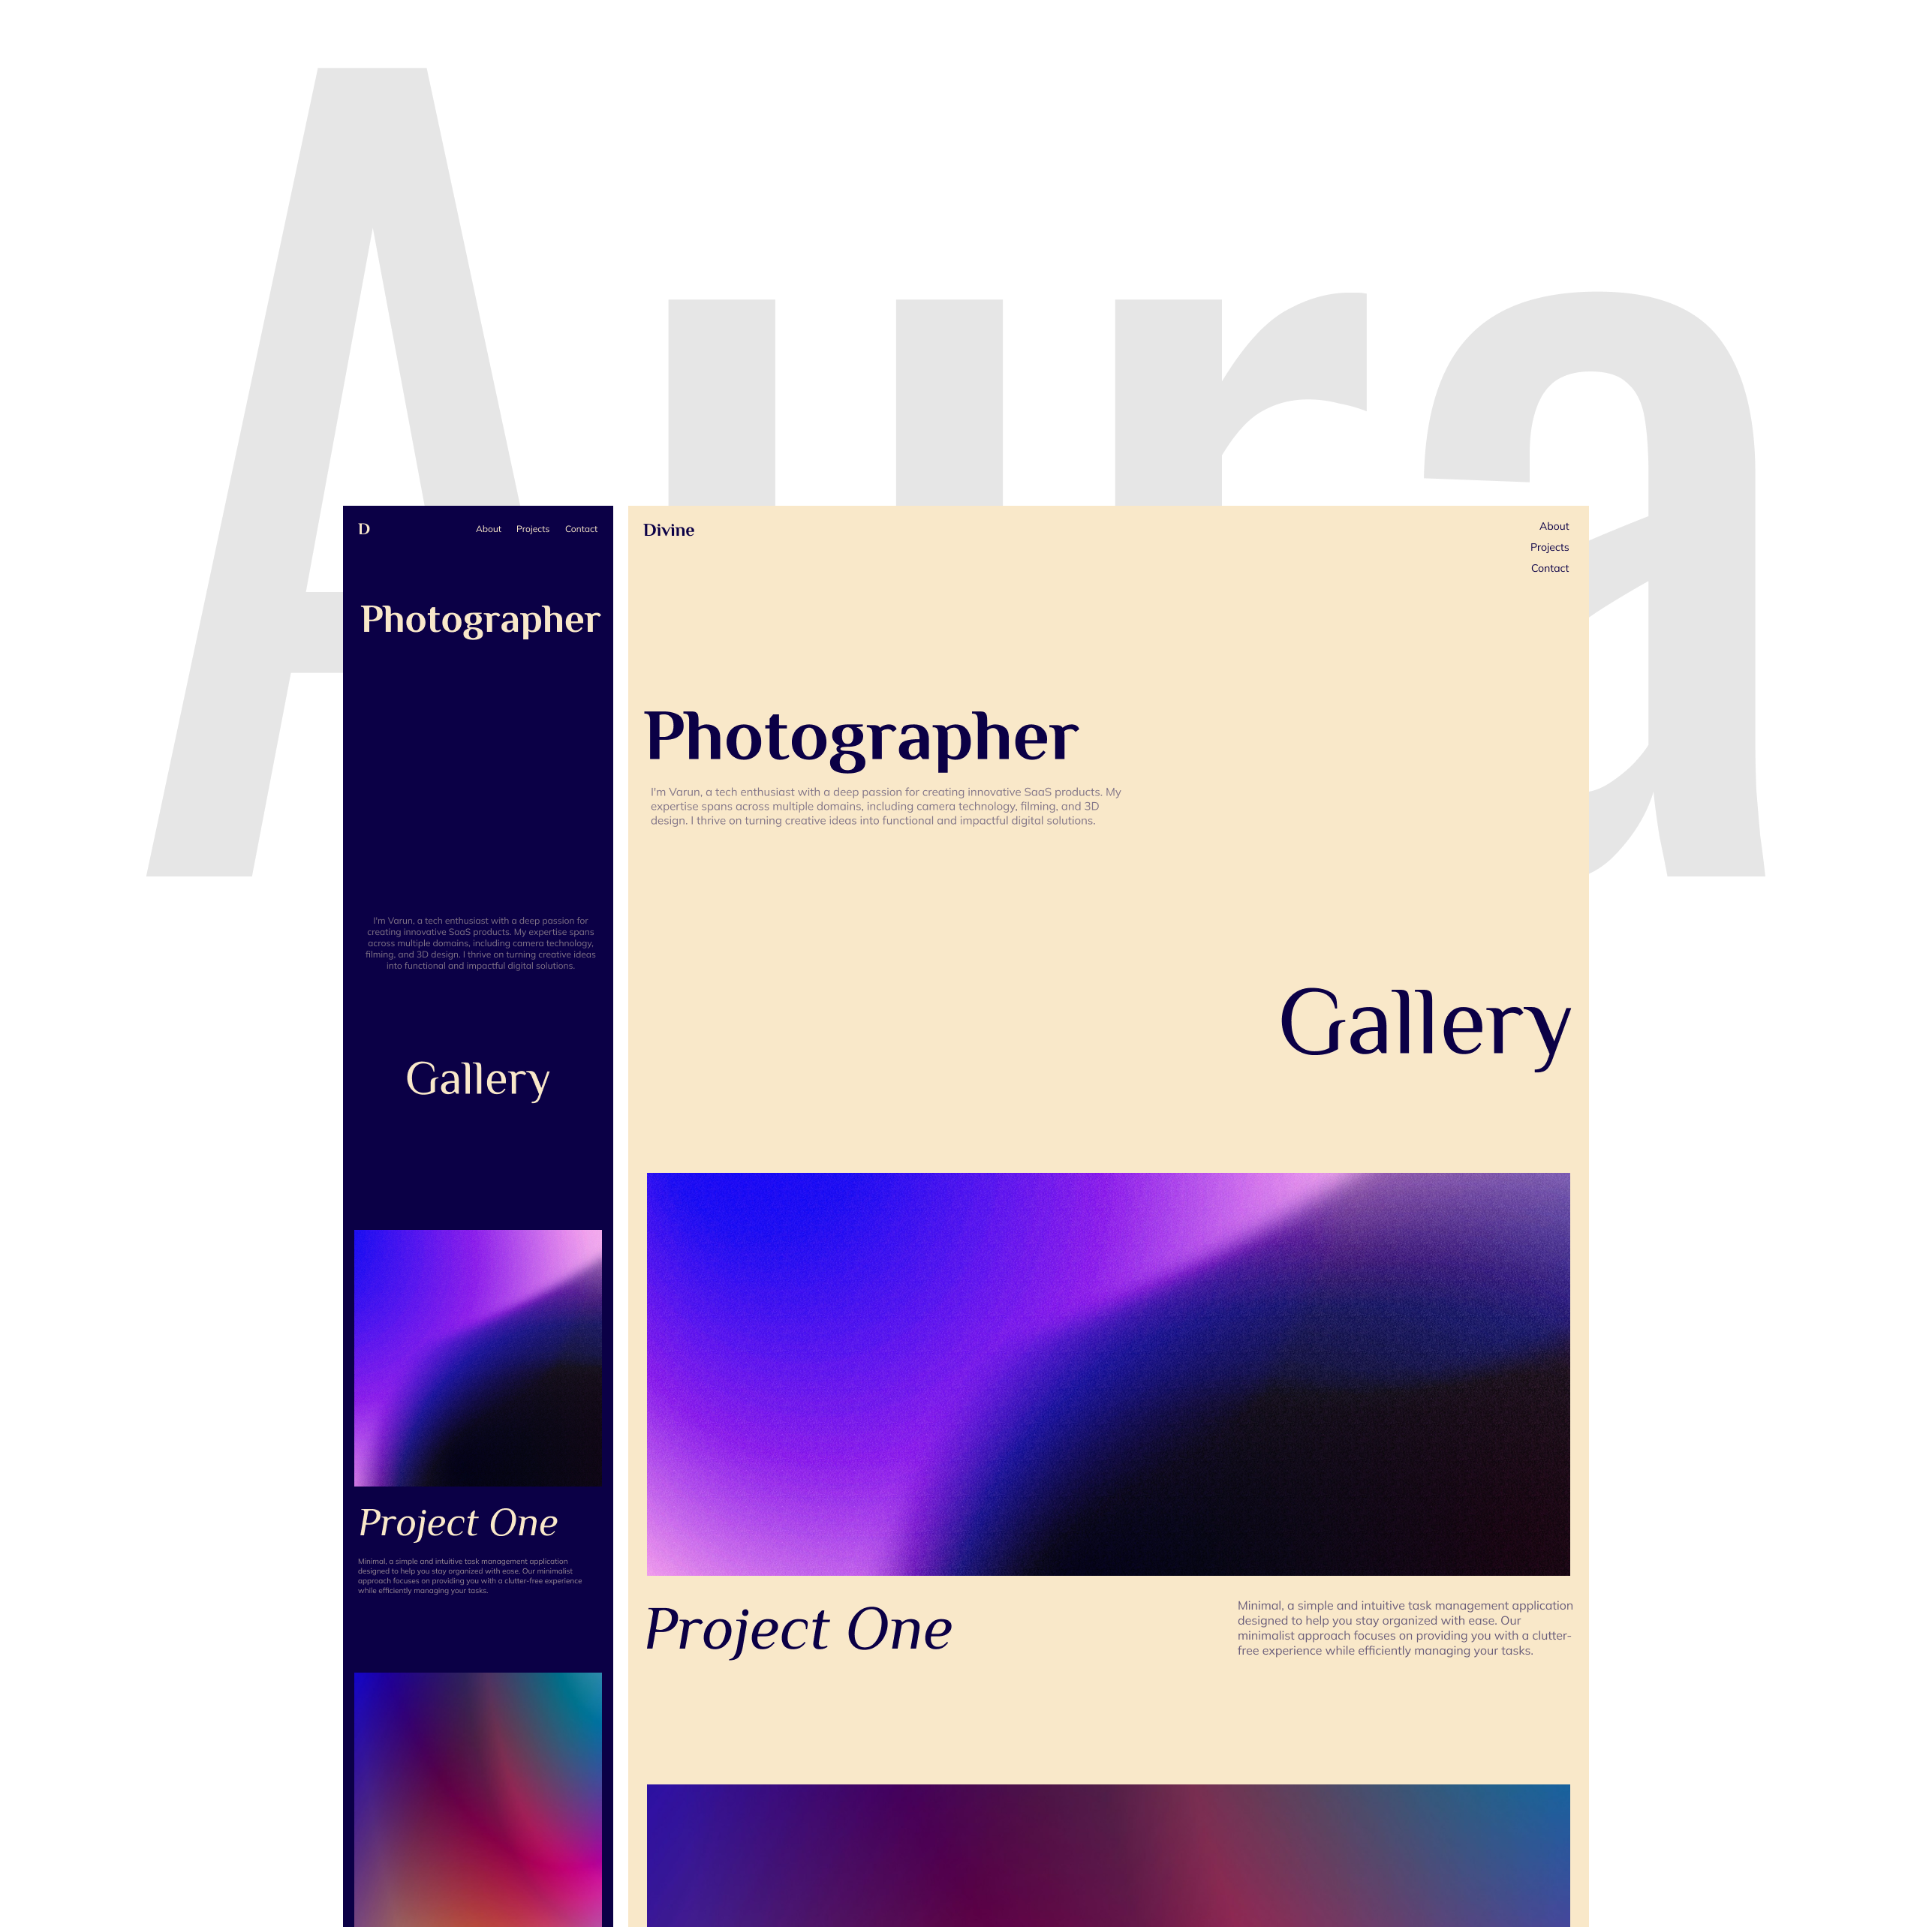 Aura
D
About Projects Contact
Photographer
I'm Varun, a tech enthusiast with a deep passion for
creating innovative SaaS products. My expertise spans
across multiple domains, including camera technology,
filming, and 3D design. I thrive on turning creative ideas
into functional and impactful digital solutions.
Gallery
Project One
Minimal, a simple and intuitive task management application
designed to help you stay organized with ease. Our minimalist
approach focuses on providing you with a clutter-free experience
while efficiently managing your tasks.
Divine
About
Projects
Contact
Photographer
I'm Varun, a tech enthusiast with a deep passion for creating innovative SaaS products. My
expertise spans across multiple domains, including camera technology, filming, and 3D
design. I thrive on turning creative ideas into functional and impactful digital solutions.
Gallery
Project One
Minimal, a simple and intuitive task management application
designed to help you stay organized with ease. Our
minimalist approach focuses on providing you with a clutter-
free experience while efficiently managing your tasks.